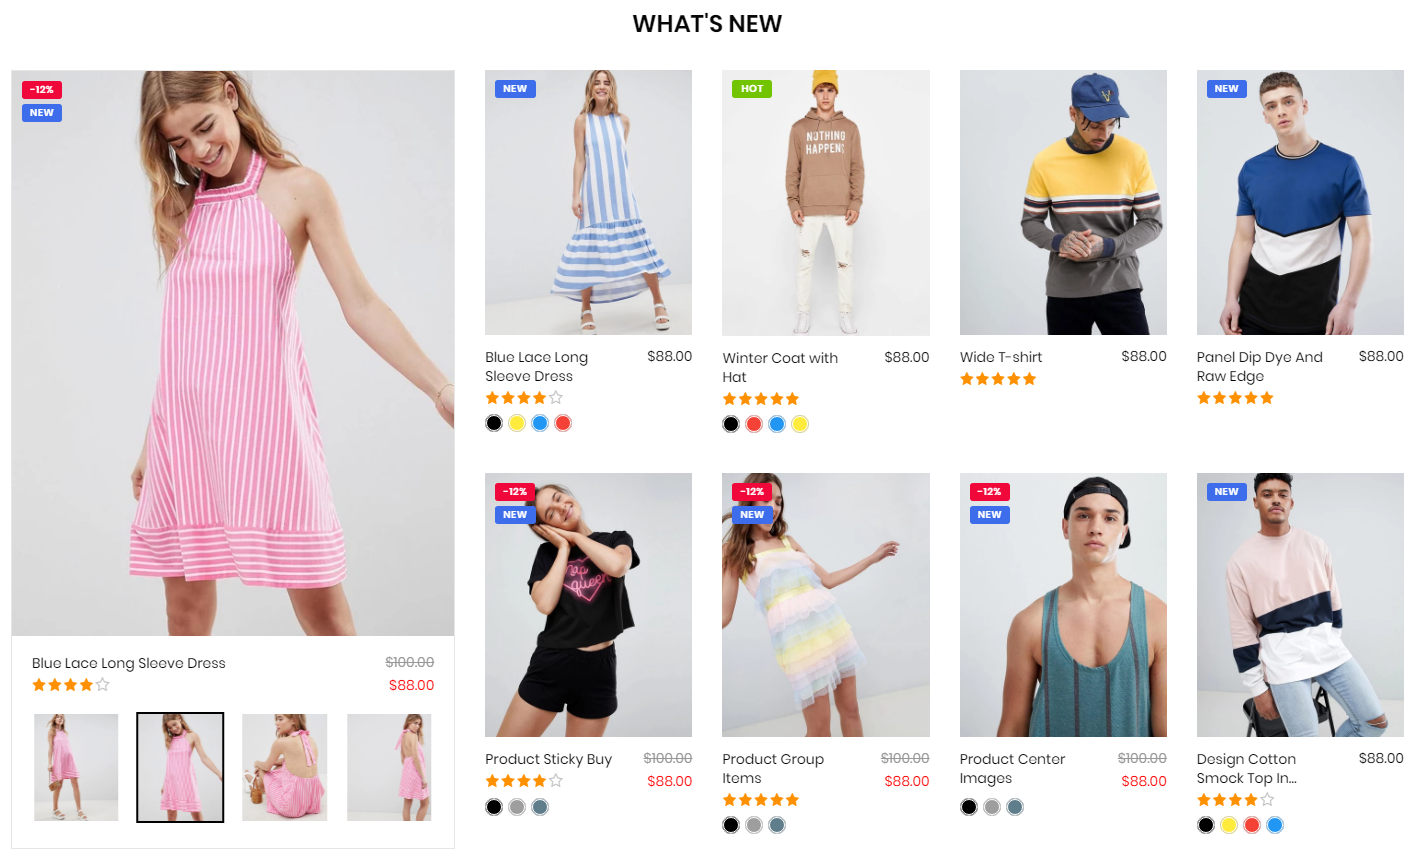 WHAT'S NEW
-12%
NEW
Blue Lace Long Sleeve Dress
$100.00
$88.00
NEW
Blue Lace Long
Sleeve Dress
$88.00
HOT
NOTHING
HAPPENS
Winter Coat with
Hat
$88.00
Wide T-shirt
$88.00
NEW
Panel Dip Dye And
Raw Edge
$88.00
-12%
NEW
nap
queen
Product Sticky Buy
$100.00
$88.00
-12%
NEW
Product Group
Items
$100.00
$88.00
-12%
NEW
Product Center
Images
$100.00
$88.00
NEW
Design Cotton
Smock Top In...
$88.00